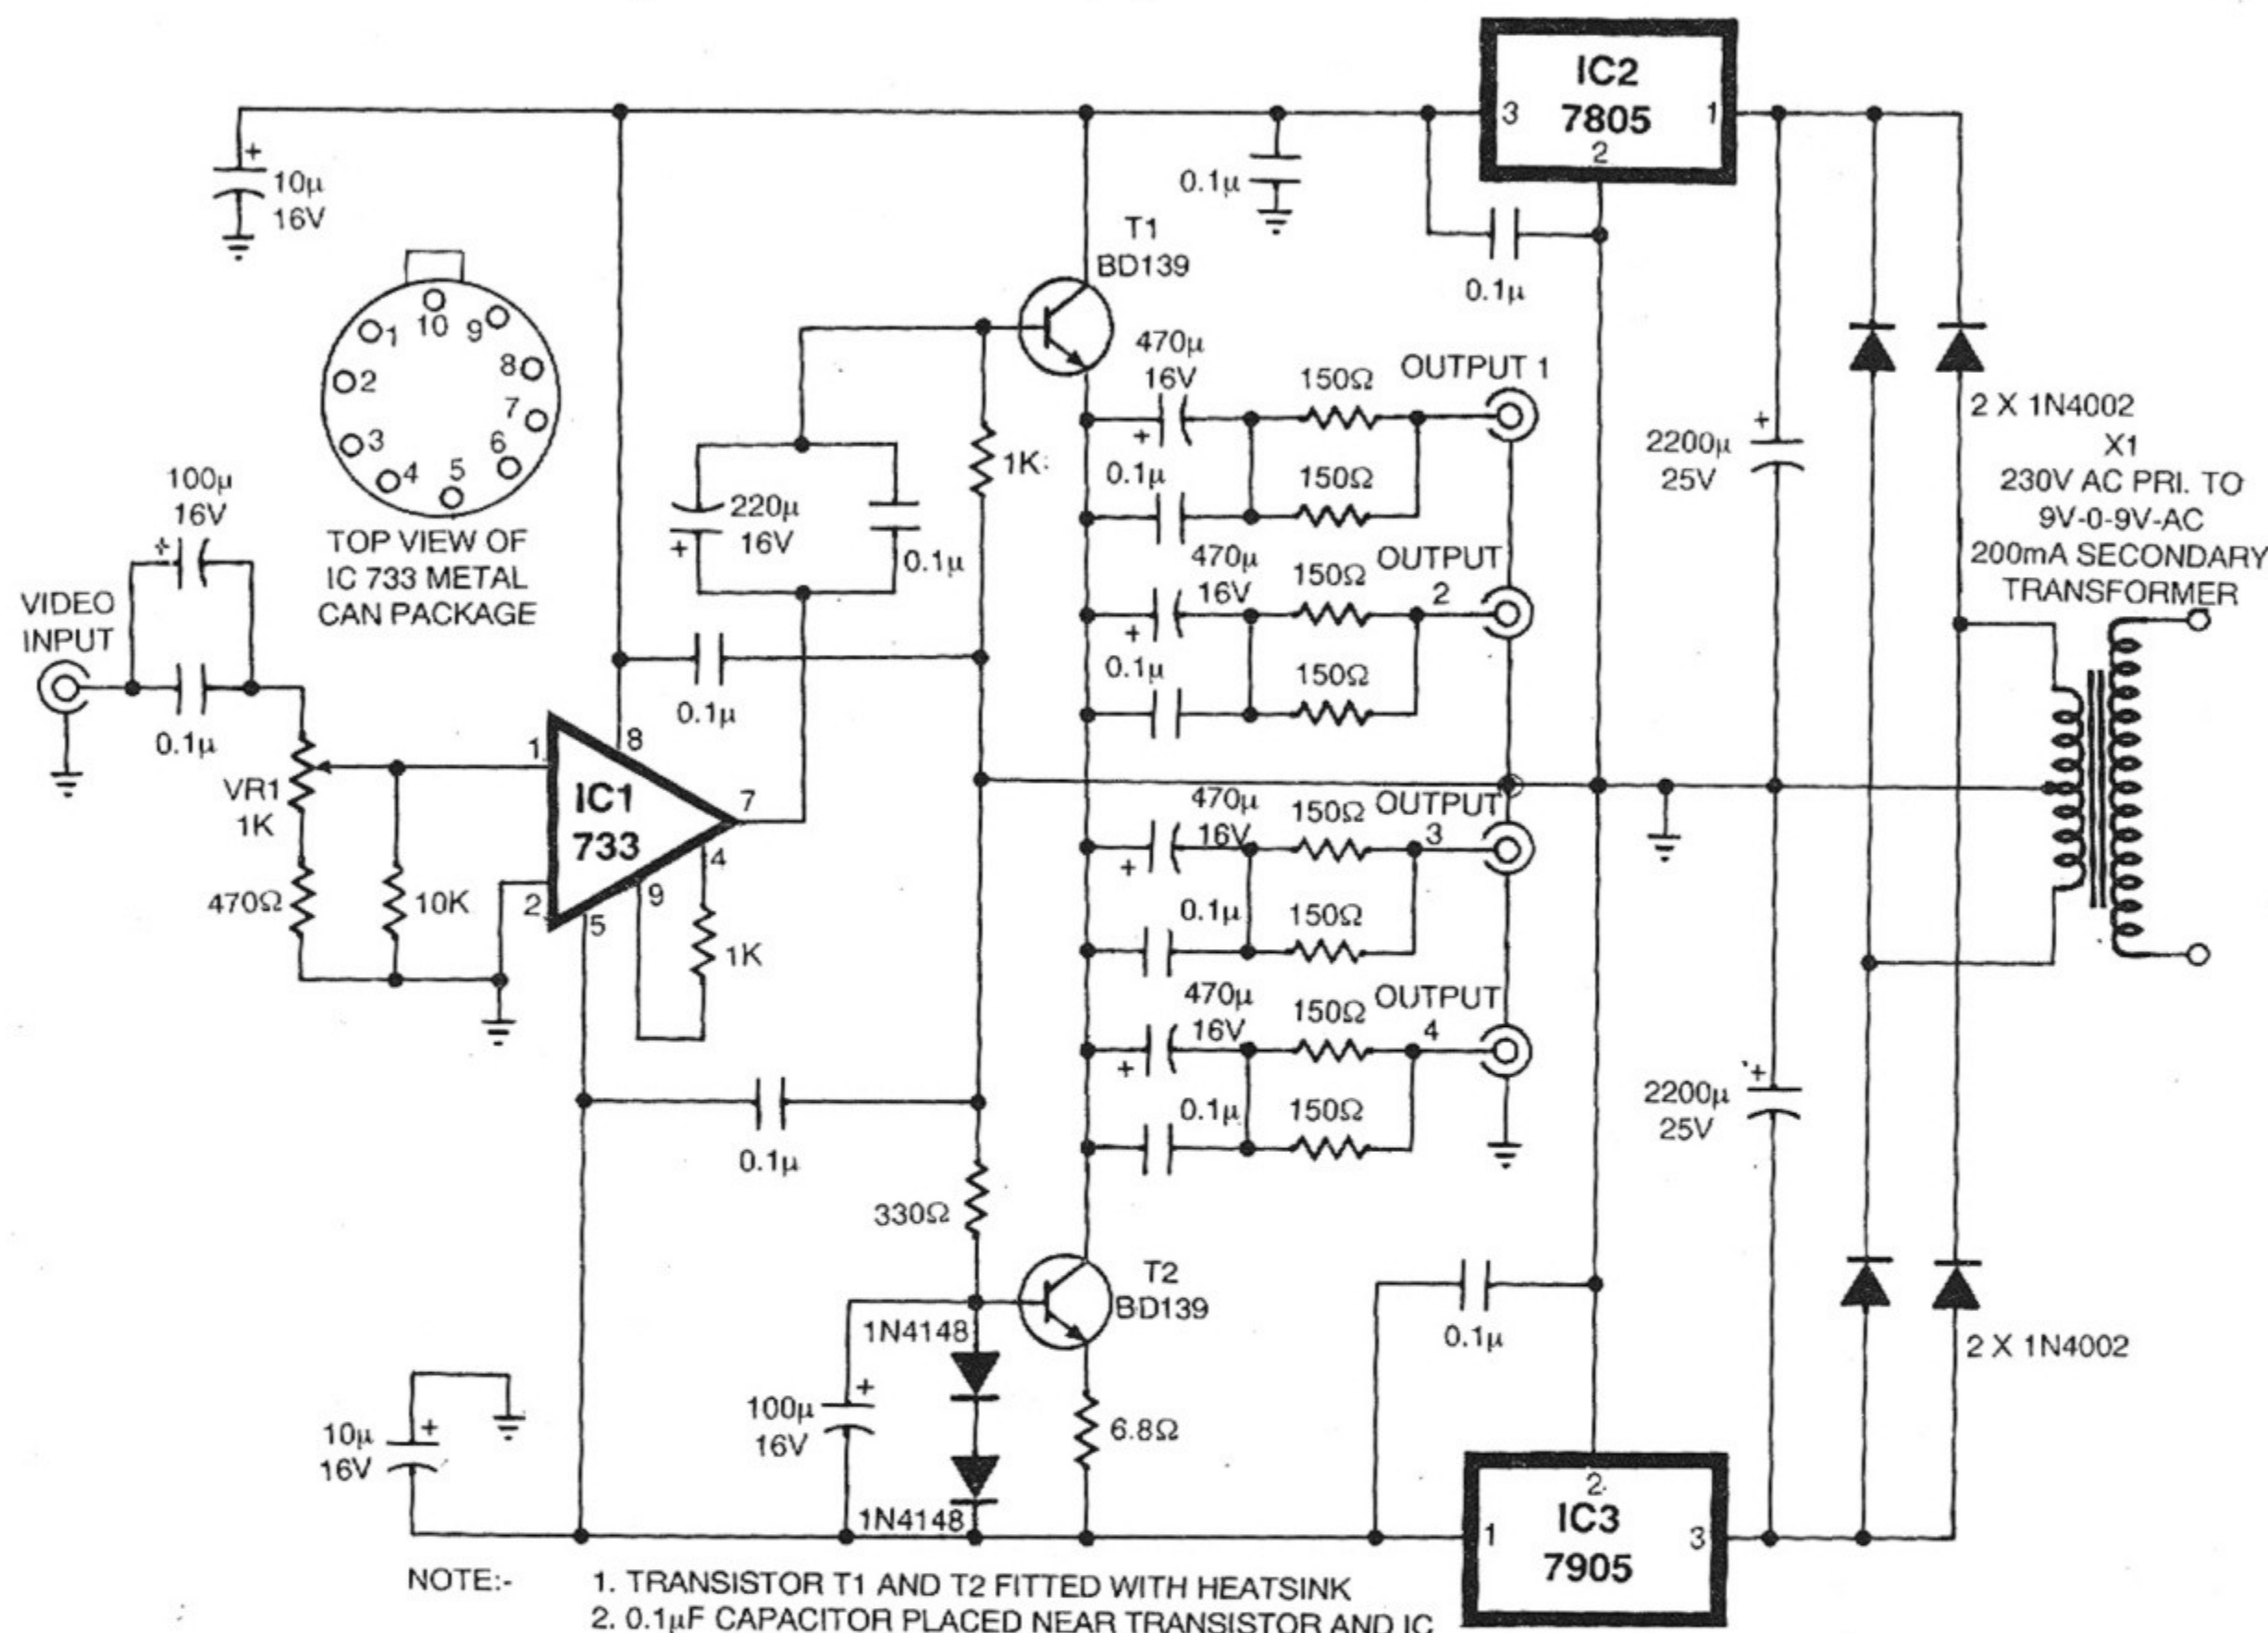 IC2
7805
3
1
2
0.1µ
0.1µ
10µ
16V
T1
BD139
10
1
9
2
8
3
7
4
6
5
TOP VIEW OF
IC 733 METAL
CAN PACKAGE
100µ
16V
VIDEO
INPUT
0.1µ
VR1
1K
470Ω
10K
1
8
IC1
733
7
2
5
9
4
1K
220µ
16V
0.1µ
1K
0.1µ
0.1µ
470µ
16V
150Ω
OUTPUT 1
0.1µ
150Ω
470µ
16V
150Ω
OUTPUT
2
0.1µ
150Ω
470µ
16V
150Ω
OUTPUT
3
0.1µ
150Ω
470µ
16V
150Ω
OUTPUT
4
0.1µ
150Ω
2200µ
25V
2 X 1N4002
X1
230V AC PRI. TO
9V-0-9V-AC
200mA SECONDARY
TRANSFORMER
2200µ
25V
2 X 1N4002
330Ω
T2
BD139
1N4148
100µ
16V
1N4148
6.8Ω
0.1µ
10µ
16V
2
IC3
7905
1
3
NOTE:-
1. TRANSISTOR T1 AND T2 FITTED WITH HEATSINK
2. 0.1µF CAPACITOR PLACED NEAR TRANSISTOR AND IC